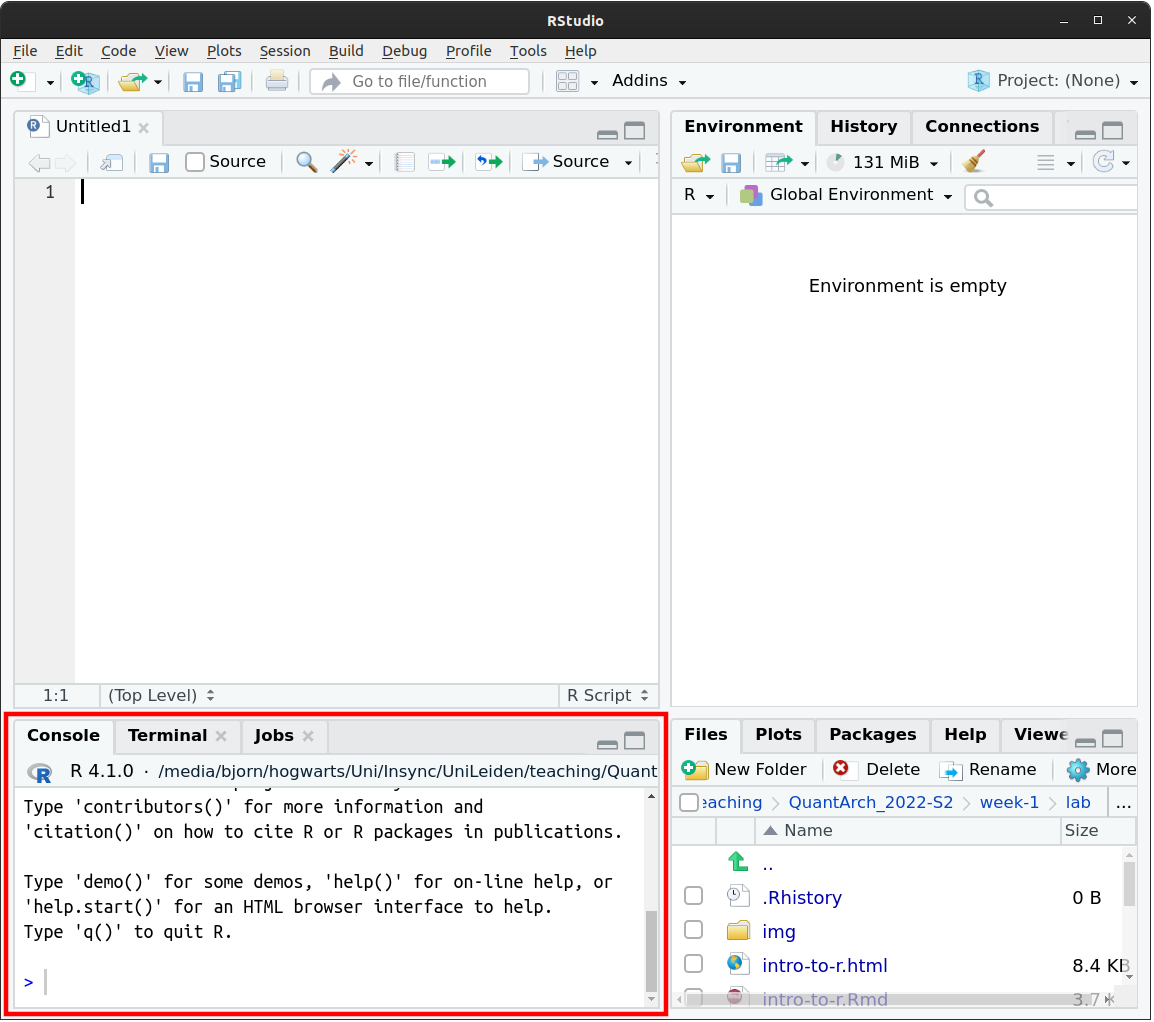 RStudio
File Edit Code View Plots Session Build Debug Profile Tools Help
Go to file/function Addins Project: (None)
Untitled1
Source Source
1
1:1 (Top Level) R Script
Environment History Connections
131 MiB
R Global Environment
Environment is empty
Console Terminal Jobs
R 4.1.0 · /media/bjorn/hogwarts/Uni/Insync/UniLeiden/teaching/Quant
Type 'contributors()' for more information and
'citation()' on how to cite R or R packages in publications.
Type 'demo()' for some demos, 'help()' for on-line help, or
'help.start()' for an HTML browser interface to help.
Type 'q()' to quit R.
>
Files Plots Packages Help Viewe
New Folder Delete Rename More
eaching QuantArch_2022-S2 week-1 lab ...
Name Size
..
.Rhistory 0 B
img
intro-to-r.html 8.4 KB
intro-to-r.Rmd 3.7 K